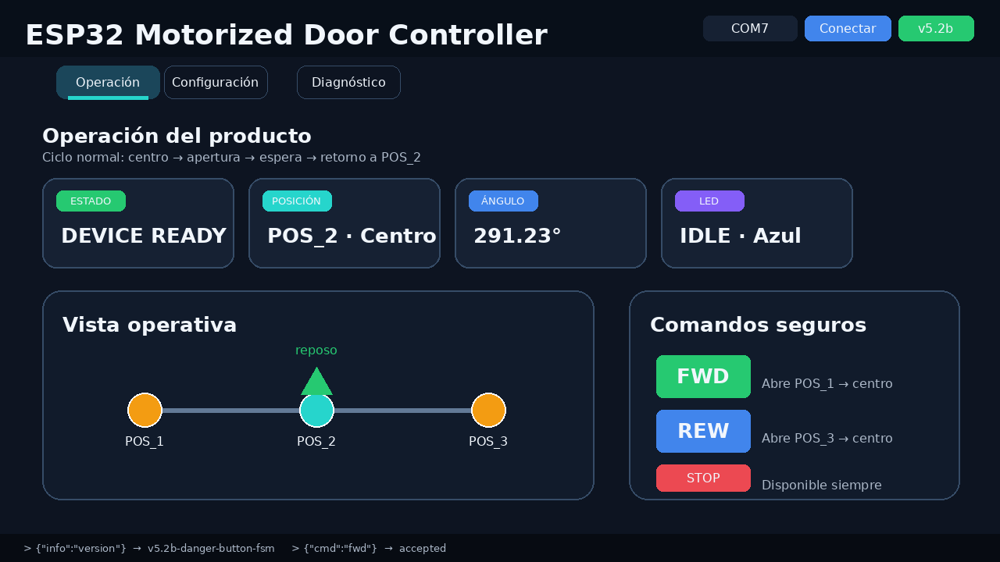 ESP32 Motorized Door Controller
COM7
Conectar
v5.2b
Operación
Configuración
Diagnóstico
Operación del producto
Ciclo normal: centro → apertura → espera → retorno a POS_2
ESTADO
DEVICE READY
POSICIÓN
POS_2 · Centro
ÁNGULO
291.23°
LED
IDLE · Azul
Vista operativa
reposo
POS_1
POS_2
POS_3
Comandos seguros
FWD
Abre POS_1 → centro
REW
Abre POS_3 → centro
STOP
Disponible siempre
> {"info":"version"} → v5.2b-danger-button-fsm > {"cmd":"fwd"} → accepted